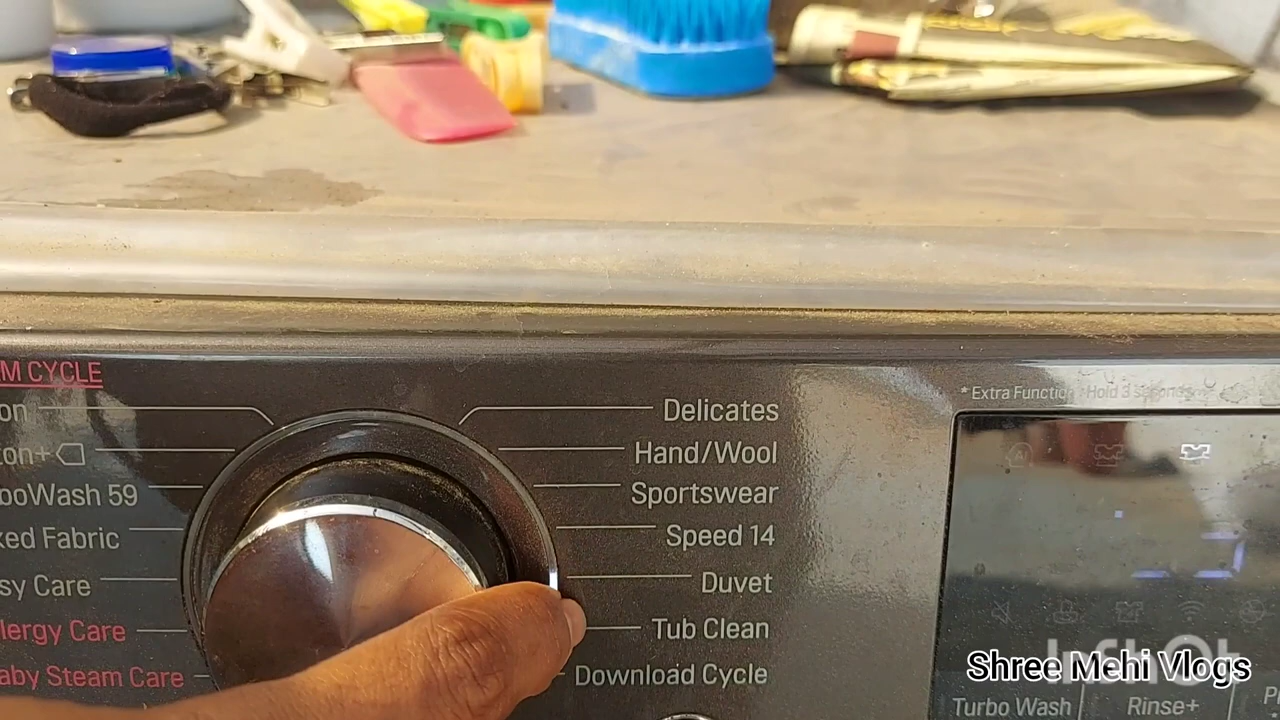 M CYCLE
on
ton+
boWash 59
xed Fabric
sy Care
llergy Care
aby Steam Care
Delicates
Hand/Wool
Sportswear
Speed 14
Duvet
Tub Clean
Download Cycle
* Extra Function : Hold 3 seconds
Shree Mehi Vlogs
Turbo Wash
Rinse+
P